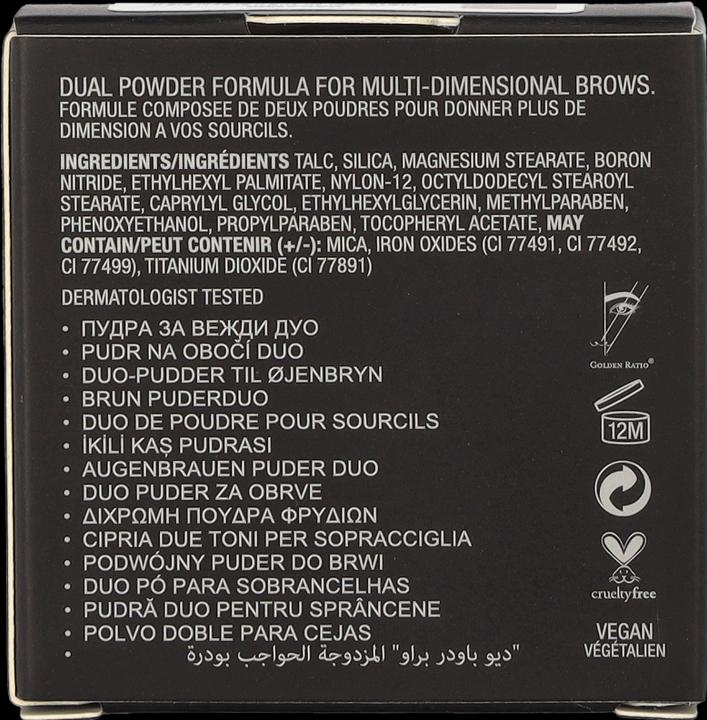 DUAL POWDER FORMULA FOR MULTI-DIMENSIONAL BROWS.
FORMULE COMPOSEE DE DEUX POUDRES POUR DONNER PLUS DE
DIMENSION A VOS SOURCILS.
INGREDIENTS/INGRÉDIENTS TALC, SILICA, MAGNESIUM STEARATE, BORON
NITRIDE, ETHYLHEXYL PALMITATE, NYLON-12, OCTYLDODECYL STEAROYL
STEARATE, CAPRYLYL GLYCOL, ETHYLHEXYLGLYCERIN, METHYLPARABEN,
PHENOXYETHANOL, PROPYLPARABEN, TOCOPHERYL ACETATE, MAY
CONTAIN/PEUT CONTENIR (+/-): MICA, IRON OXIDES (CI 77491, CI 77492,
CI 77499), TITANIUM DIOXIDE (CI 77891)
DERMATOLOGIST TESTED
• ПУДРА ЗА ВЕЖДИ ДУО
• PUDR NA OBOČÍ DUO
• DUO-PUDDER TIL ØJENBRYN
• BRUN PUDERDUO
• DUO DE POUDRE POUR SOURCILS
• İKİLİ KAŞ PUDRASI
• AUGENBRAUEN PUDER DUO
• DUO PUDER ZA OBRVE
• ΔΙΧΡΩΜΗ ΠΟΥΔΡΑ ΦΡΥΔΙΩΝ
• CIPRIA DUE TONI PER SOPRACCIGLIA
• PODWÓJNY PUDER DO BRWI
• DUO PÓ PARA SOBRANCELHAS
• PUDRĂ DUO PENTRU SPRÂNCENE
• POLVO DOBLE PARA CEJAS
• "ديو باودر براو" المزدوجة الحواجب بودرة
GOLDEN RATIO®
12M
crueltyfree
VEGAN
VÉGÉTALIEN